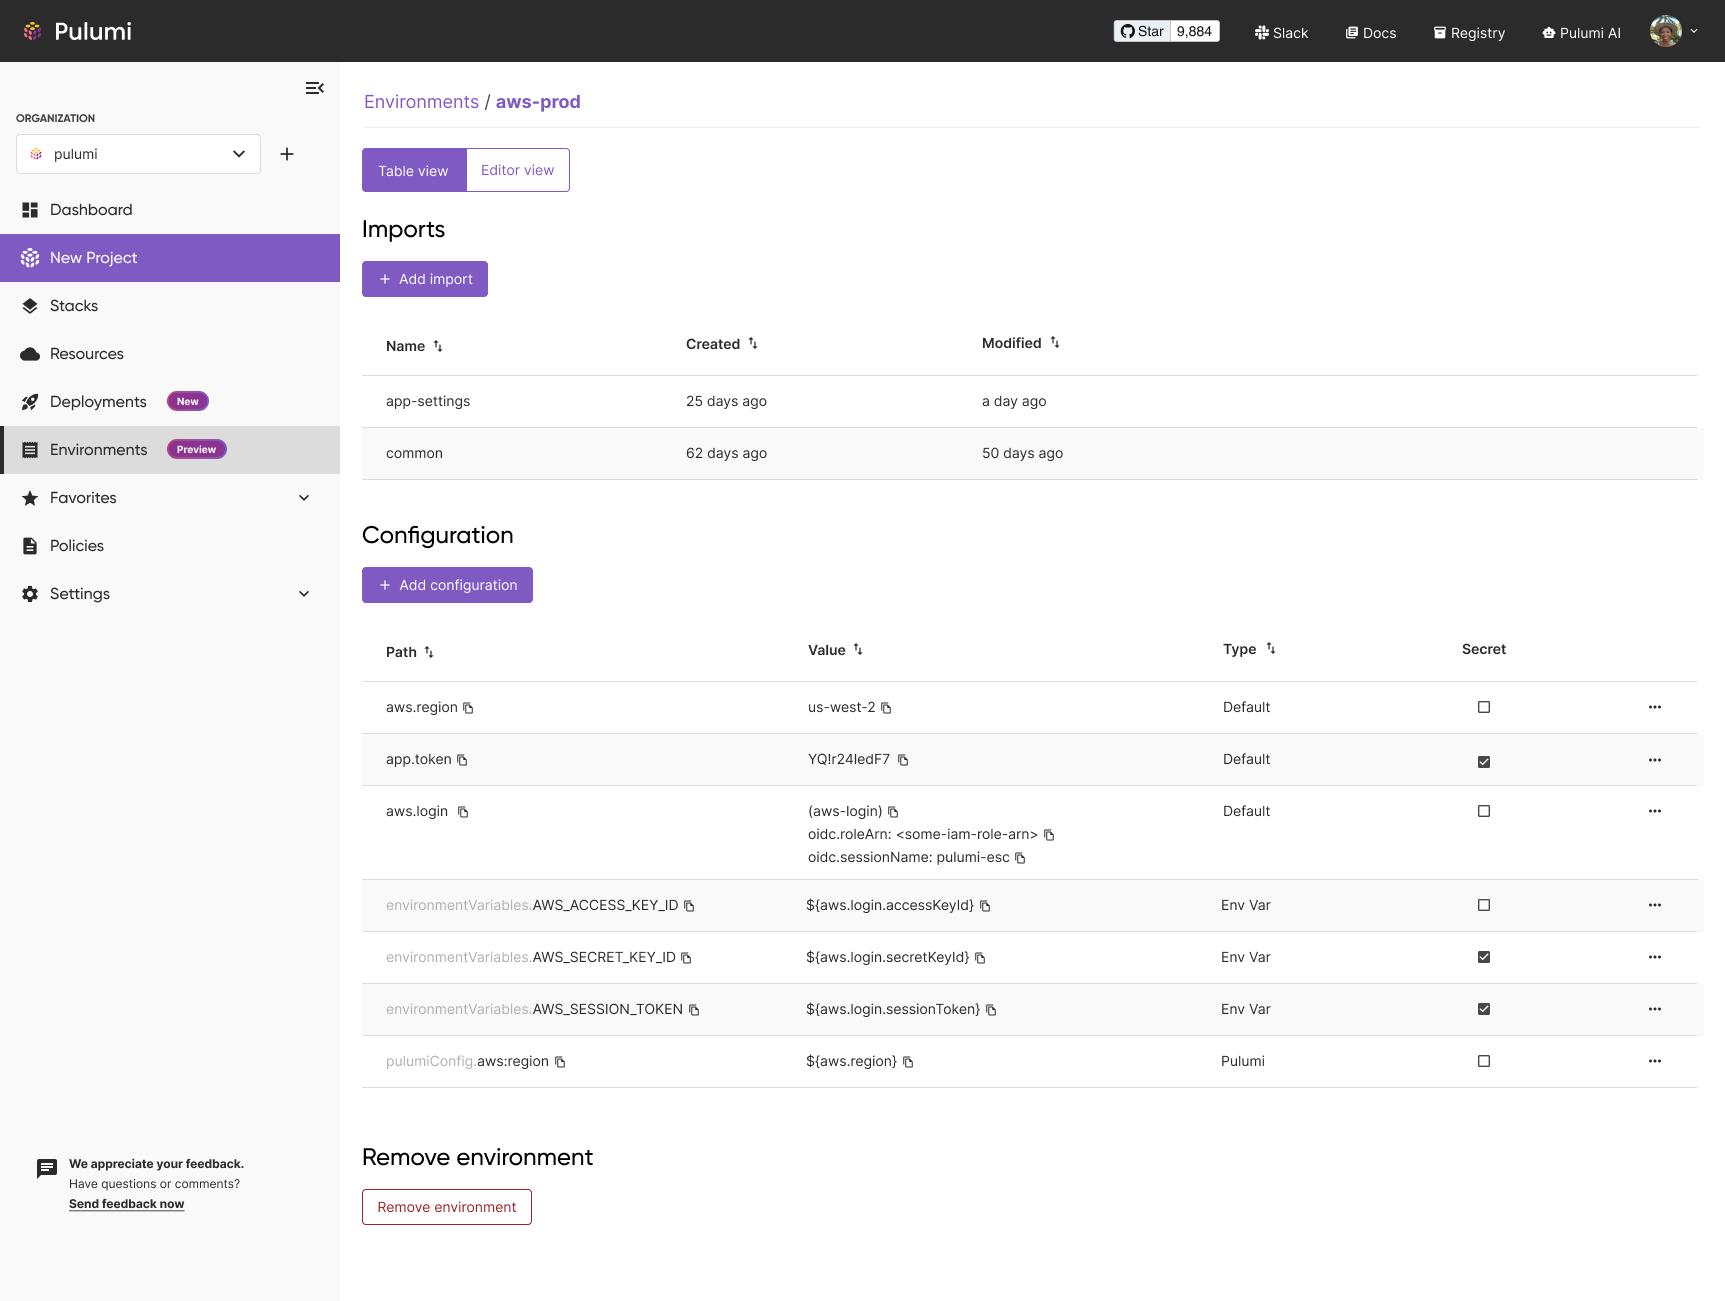 Pulumi
Star 9,884
Slack
Docs
Registry
Pulumi AI
ORGANIZATION
pulumi
Dashboard
New Project
Stacks
Resources
Deployments New
Environments Preview
Favorites
Policies
Settings
We appreciate your feedback.
Have questions or comments?
Send feedback now
Environments / aws-prod
Table view Editor view
Imports
+ Add import
Name Created Modified
app-settings 25 days ago a day ago
common 62 days ago 50 days ago
Configuration
+ Add configuration
Path Value Type Secret
aws.region us-west-2 Default
app.token YQ!r24ledF7 Default
aws.login (aws-login) Default
oidc.roleArn: <some-iam-role-arn>
oidc.sessionName: pulumi-esc
environmentVariables.AWS_ACCESS_KEY_ID ${aws.login.accessKeyId} Env Var
environmentVariables.AWS_SECRET_KEY_ID ${aws.login.secretKeyId} Env Var
environmentVariables.AWS_SESSION_TOKEN ${aws.login.sessionToken} Env Var
pulumiConfig.aws:region ${aws.region} Pulumi
Remove environment
Remove environment